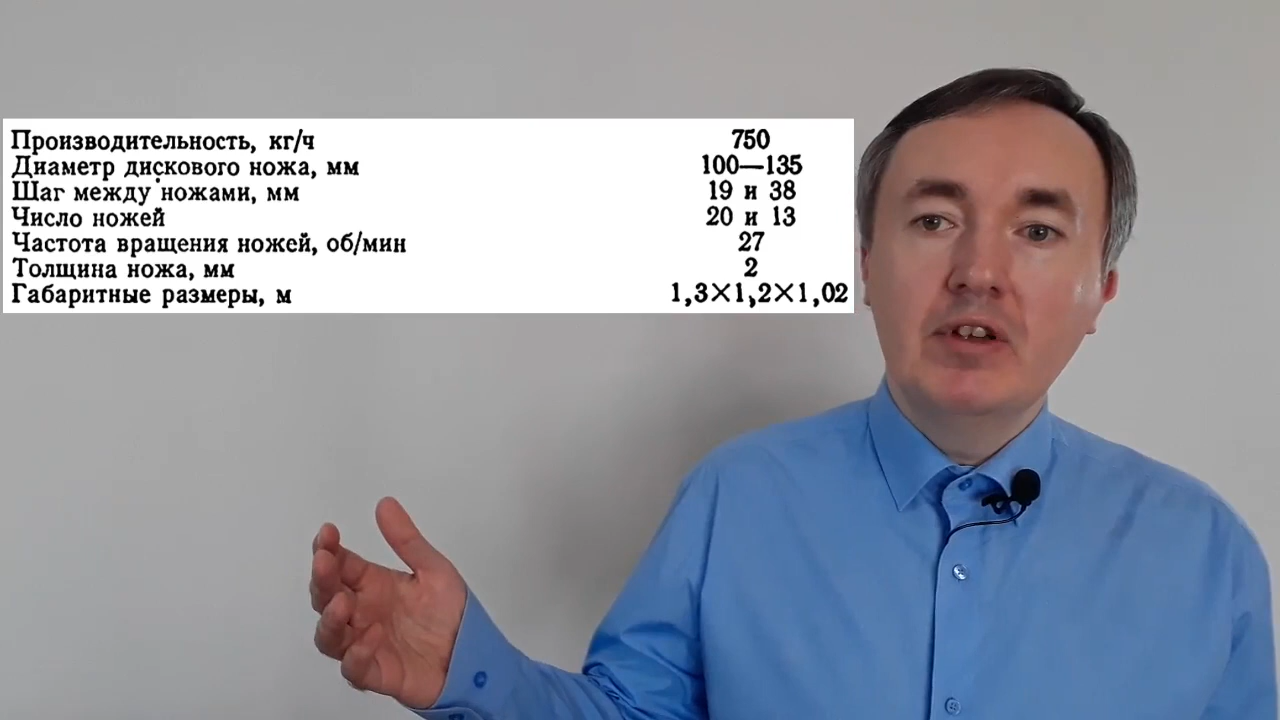 Производительность, кг/ч 750
Диаметр дискового ножа, мм 100—135
Шаг между ножами, мм 19 и 38
Число ножей 20 и 13
Частота вращения ножей, об/мин 27
Толщина ножа, мм 2
Габаритные размеры, м 1,3×1,2×1,02